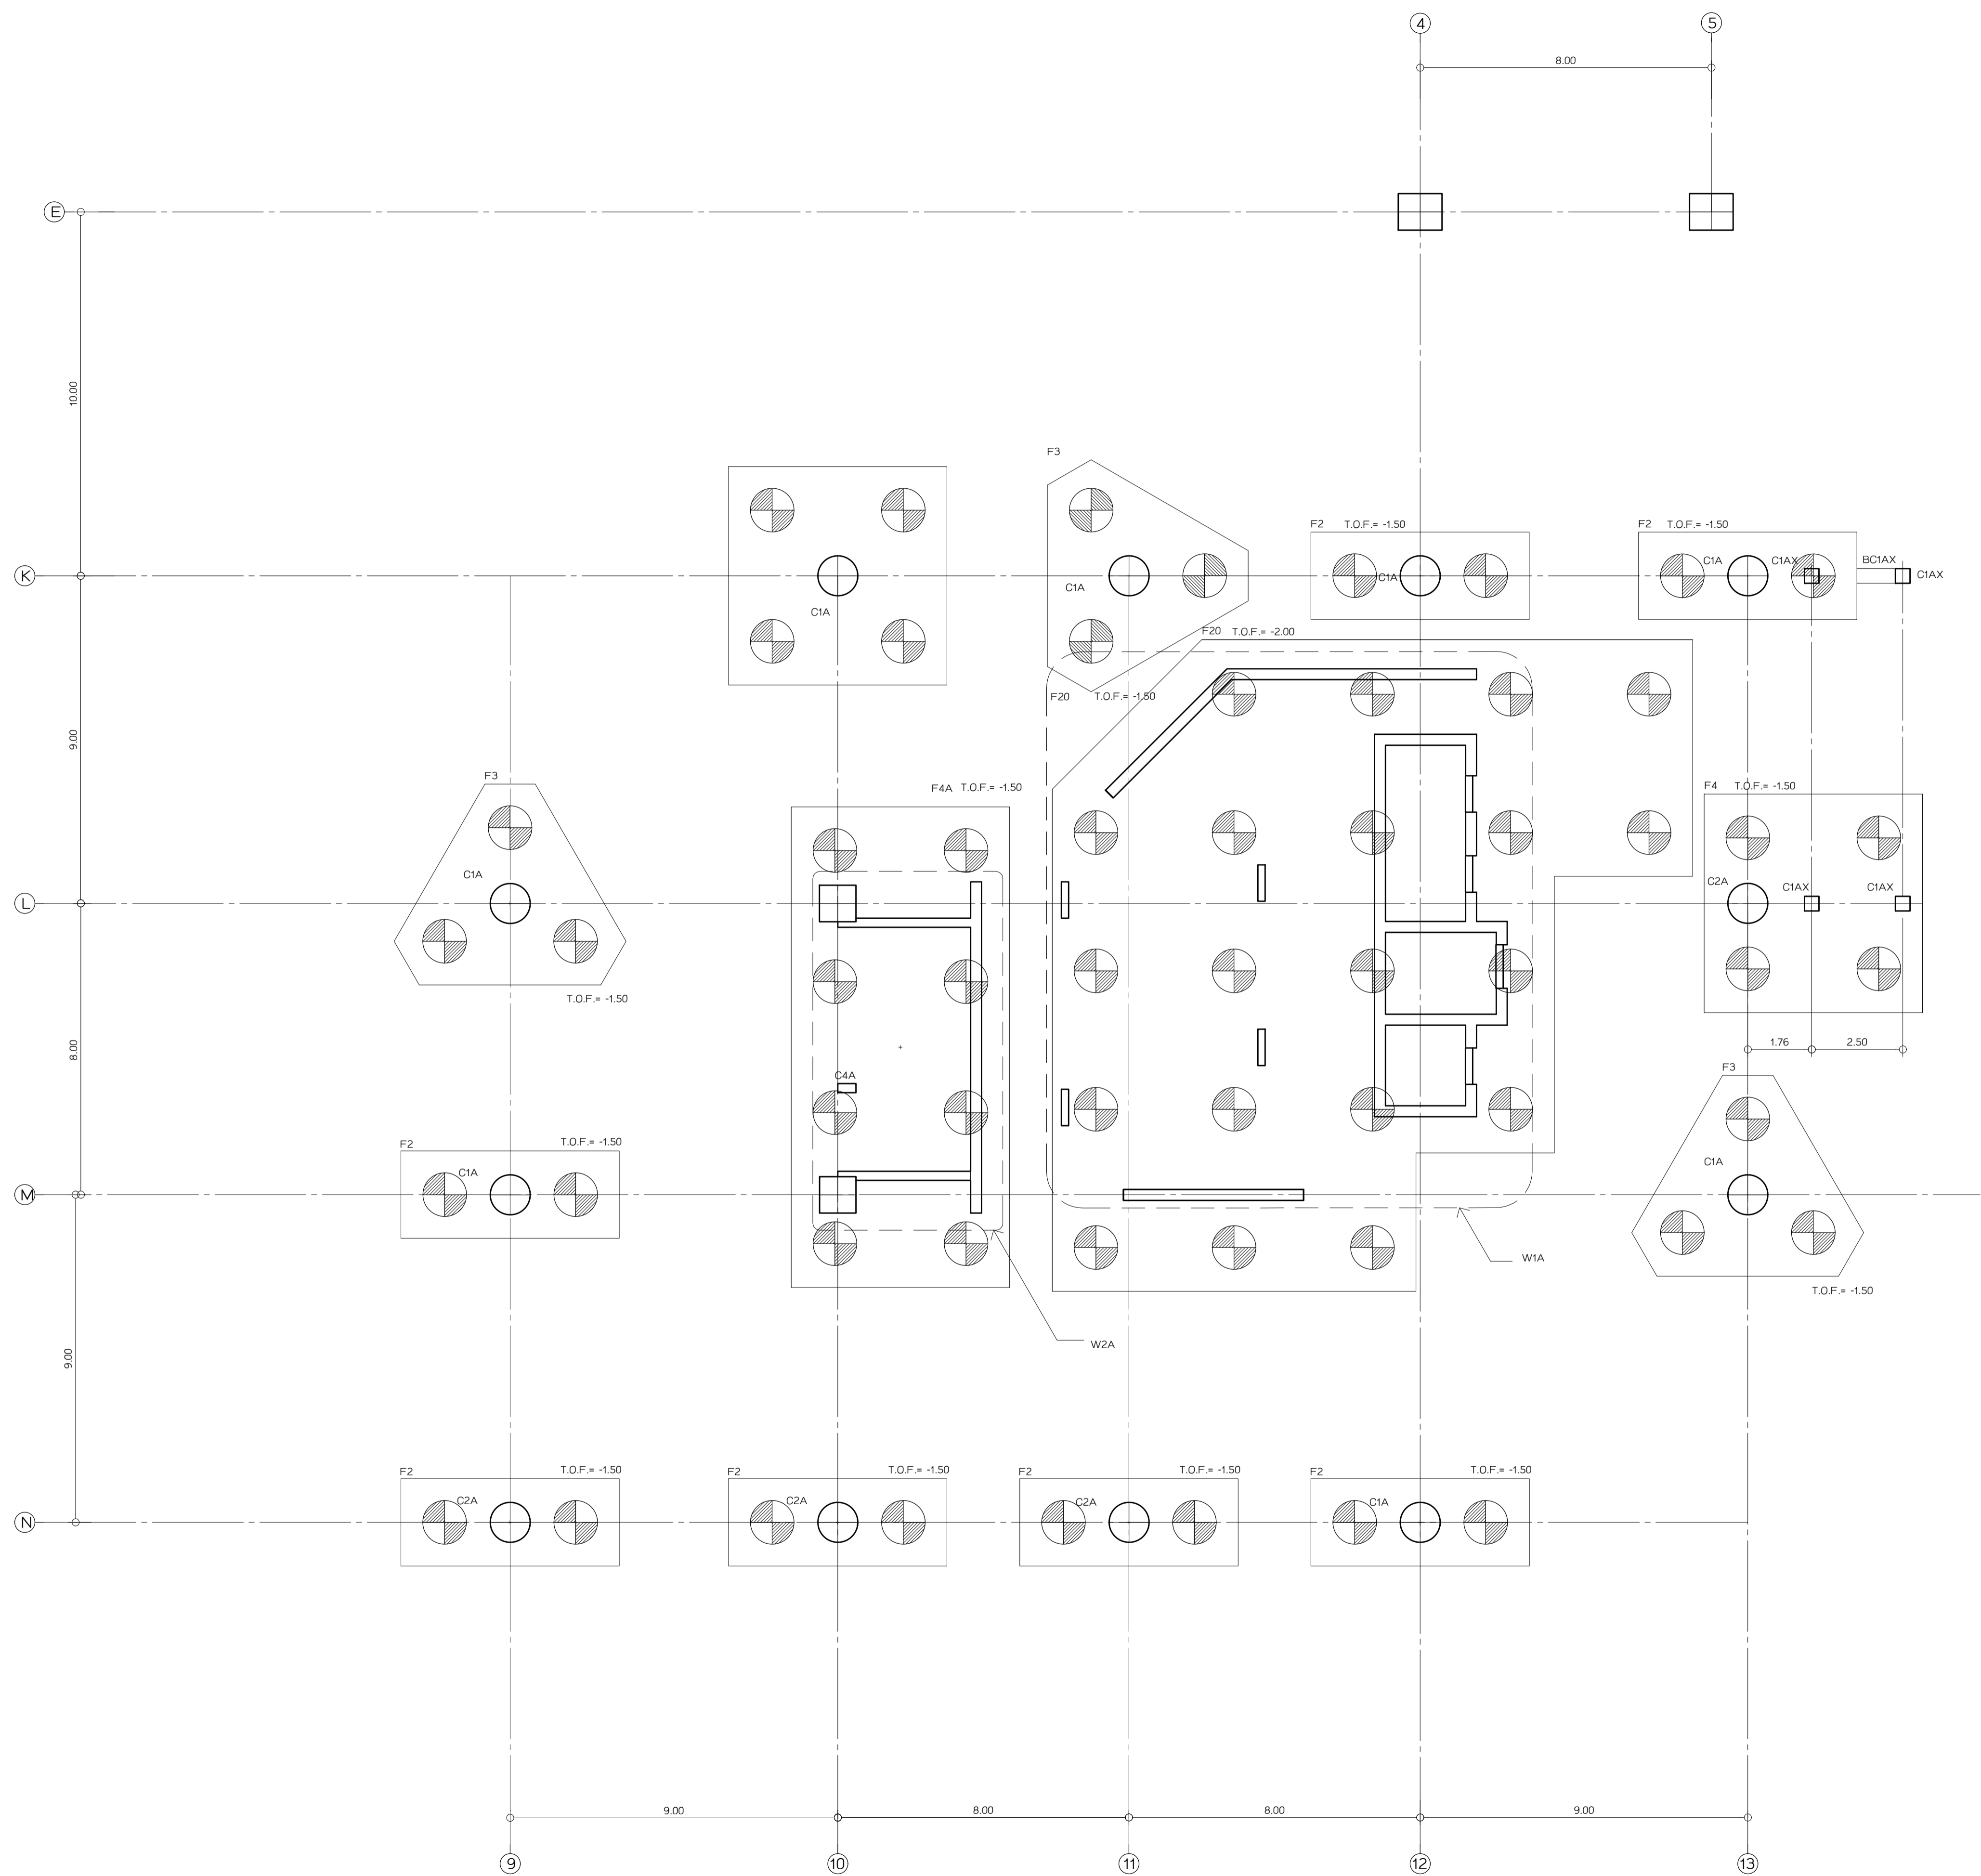 4
5
8.00
E
10.00
F3
F2 T.O.F.= -1.50
F2 T.O.F.= -1.50
C1A
C1AX
BC1AX
C1AX
K
C1A
C1A
C1A
F20 T.O.F.= -2.00
F20 T.O.F.= -1.50
9.00
F3
F4A T.O.F.= -1.50
F4 T.O.F.= -1.50
C1A
C2A
C1AX
C1AX
L
T.O.F.= -1.50
8.00
1.76
2.50
C4A
F3
F2 T.O.F.= -1.50
C1A
C1A
M
W1A
T.O.F.= -1.50
W2A
9.00
F2 T.O.F.= -1.50
F2 T.O.F.= -1.50
F2 T.O.F.= -1.50
F2 T.O.F.= -1.50
C2A
C2A
C2A
C1A
N
9.00
8.00
8.00
9.00
9
10
11
12
13